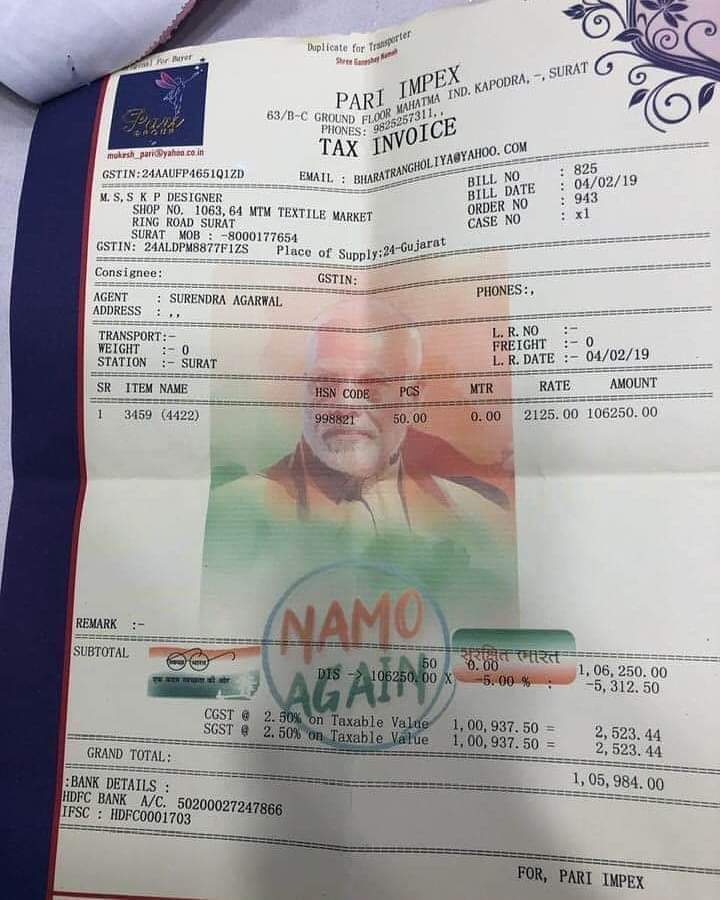 Original For Buyer
Duplicate for Transporter
Shree Ganeshay Namah
Pari
GROUP
mukesh_pari@yahoo.co.in
PARI IMPEX
63/B-C GROUND FLOOR MAHATMA IND. KAPODRA, -, SURAT
PHONES: 9825257311,,
TAX INVOICE
GSTIN:24AAUFP4651Q1ZD EMAIL : BHARATRANGHOLIYA@YAHOO.COM
M.S,S K P DESIGNER
SHOP NO. 1063,64 MTM TEXTILE MARKET
RING ROAD SURAT
SURAT MOB : -8000177654
GSTIN: 24ALDPM8877F1ZS Place of Supply:24-Gujarat
BILL NO : 825
BILL DATE : 04/02/19
ORDER NO : 943
CASE NO : x1
Consignee: GSTIN:
AGENT : SURENDRA AGARWAL PHONES:,
ADDRESS : ,,
TRANSPORT:- L.R.NO :-
WEIGHT :- 0 FREIGHT :- 0
STATION :- SURAT L.R.DATE :- 04/02/19
SR ITEM NAME HSN CODE PCS MTR RATE AMOUNT
1 3459 (4422) 998821 50.00 0.00 2125.00 106250.00
NAMO
AGAIN
REMARK :-
SUBTOTAL 50 0.00 1,06,250.00
स्वच्छ भारत
एक कदम स्वच्छता की ओर
सुरक्षित भारत
DIS -> 106250.00 X -5.00 % : -5,312.50
CGST @ 2.50% on Taxable Value 1,00,937.50 = 2,523.44
SGST @ 2.50% on Taxable Value 1,00,937.50 = 2,523.44
GRAND TOTAL: 1,05,984.00
:BANK DETAILS :
HDFC BANK A/C. 50200027247866
IFSC : HDFC0001703
FOR, PARI IMPEX